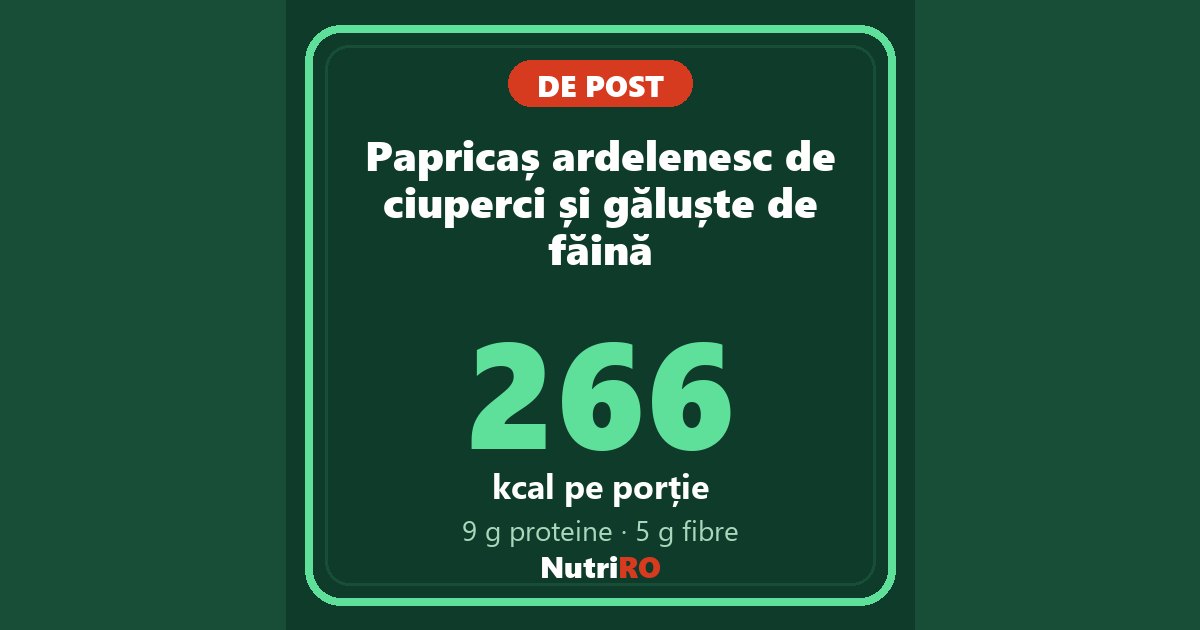 DE POST
Papricaș ardelenesc de
ciuperci și găluște de
făină
266
kcal pe porție
9 g proteine · 5 g fibre
NutriRO